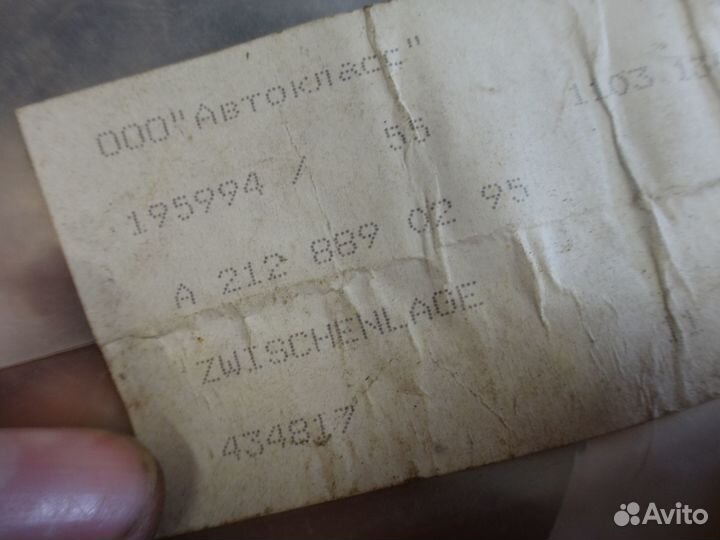 ООО"Автокласс"
195994 / 55 1103
A 212 889 02 95
ZWISCHENLAGE
434817
Avito